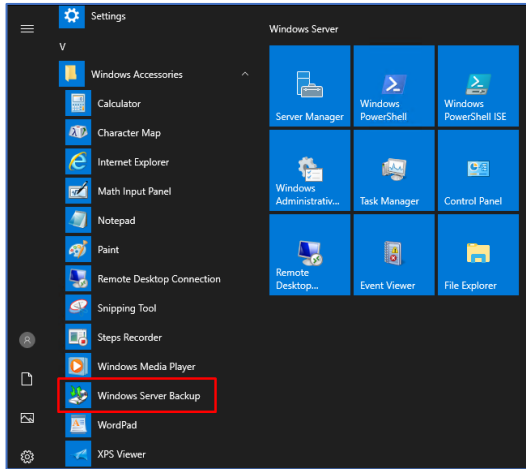 Settings
V
Windows Accessories
Calculator
Character Map
Internet Explorer
Math Input Panel
Notepad
Paint
Remote Desktop Connection
Snipping Tool
Steps Recorder
Windows Media Player
Windows Server Backup
WordPad
XPS Viewer
Windows Server
Server Manager
Windows
PowerShell
Windows
PowerShell ISE
Windows
Administrativ...
Task Manager
Control Panel
Remote
Desktop...
Event Viewer
File Explorer